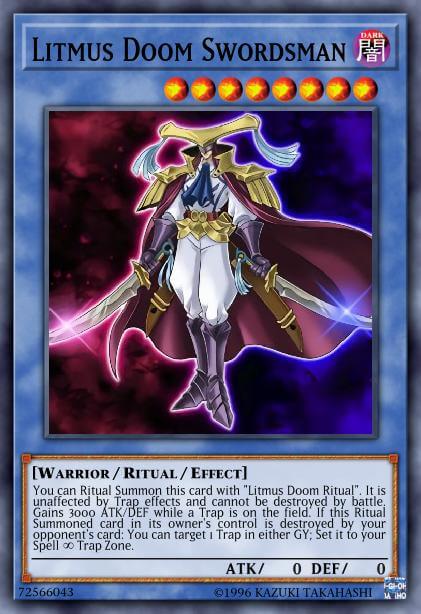 Litmus Doom Swordsman
DARK
闇
[Warrior / Ritual / Effect]
You can Ritual Summon this card with "Litmus Doom Ritual". It is
unaffected by Trap effects and cannot be destroyed by battle.
Gains 3000 ATK/DEF while a Trap is on the field. If this Ritual
Summoned card in its owner's control is destroyed by your
opponent's card: You can target 1 Trap in either GY; Set it to your
Spell ∞ Trap Zone.
ATK/ 0 DEF/ 0
72566043 ©1996 KAZUKI TAKAHASHI